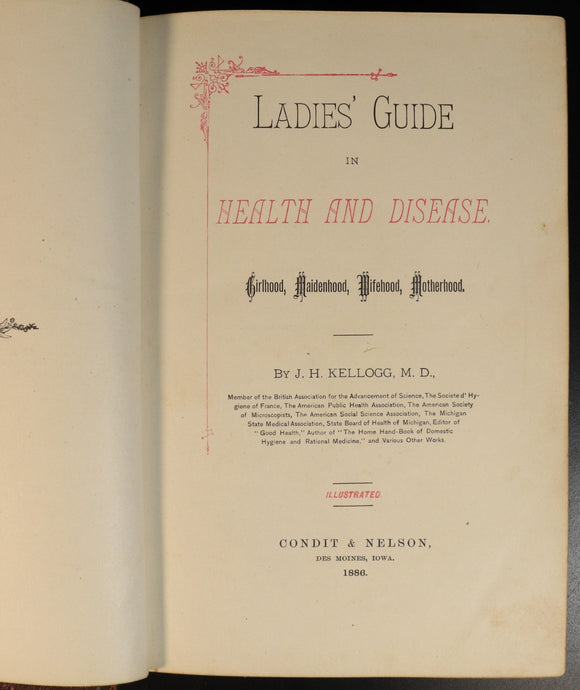 LADIES' GUIDE
IN
HEALTH AND DISEASE.
Girlhood, Maidenhood, Wifehood, Motherhood.
BY J. H. KELLOGG, M. D.,
Member of the British Association for the Advancement of Science, The Societe d' Hy-
giene of France, The American Public Health Association, The American Society
of Microscopists, The American Social Science Association, The Michigan
State Medical Association, State Board of Health of Michigan, Editor of
"Good Health," Author of "The Home Hand-Book of Domestic
Hygiene and Rational Medicine," and Various Other Works.
ILLUSTRATED.
CONDIT & NELSON,
DES MOINES, IOWA.
1886.